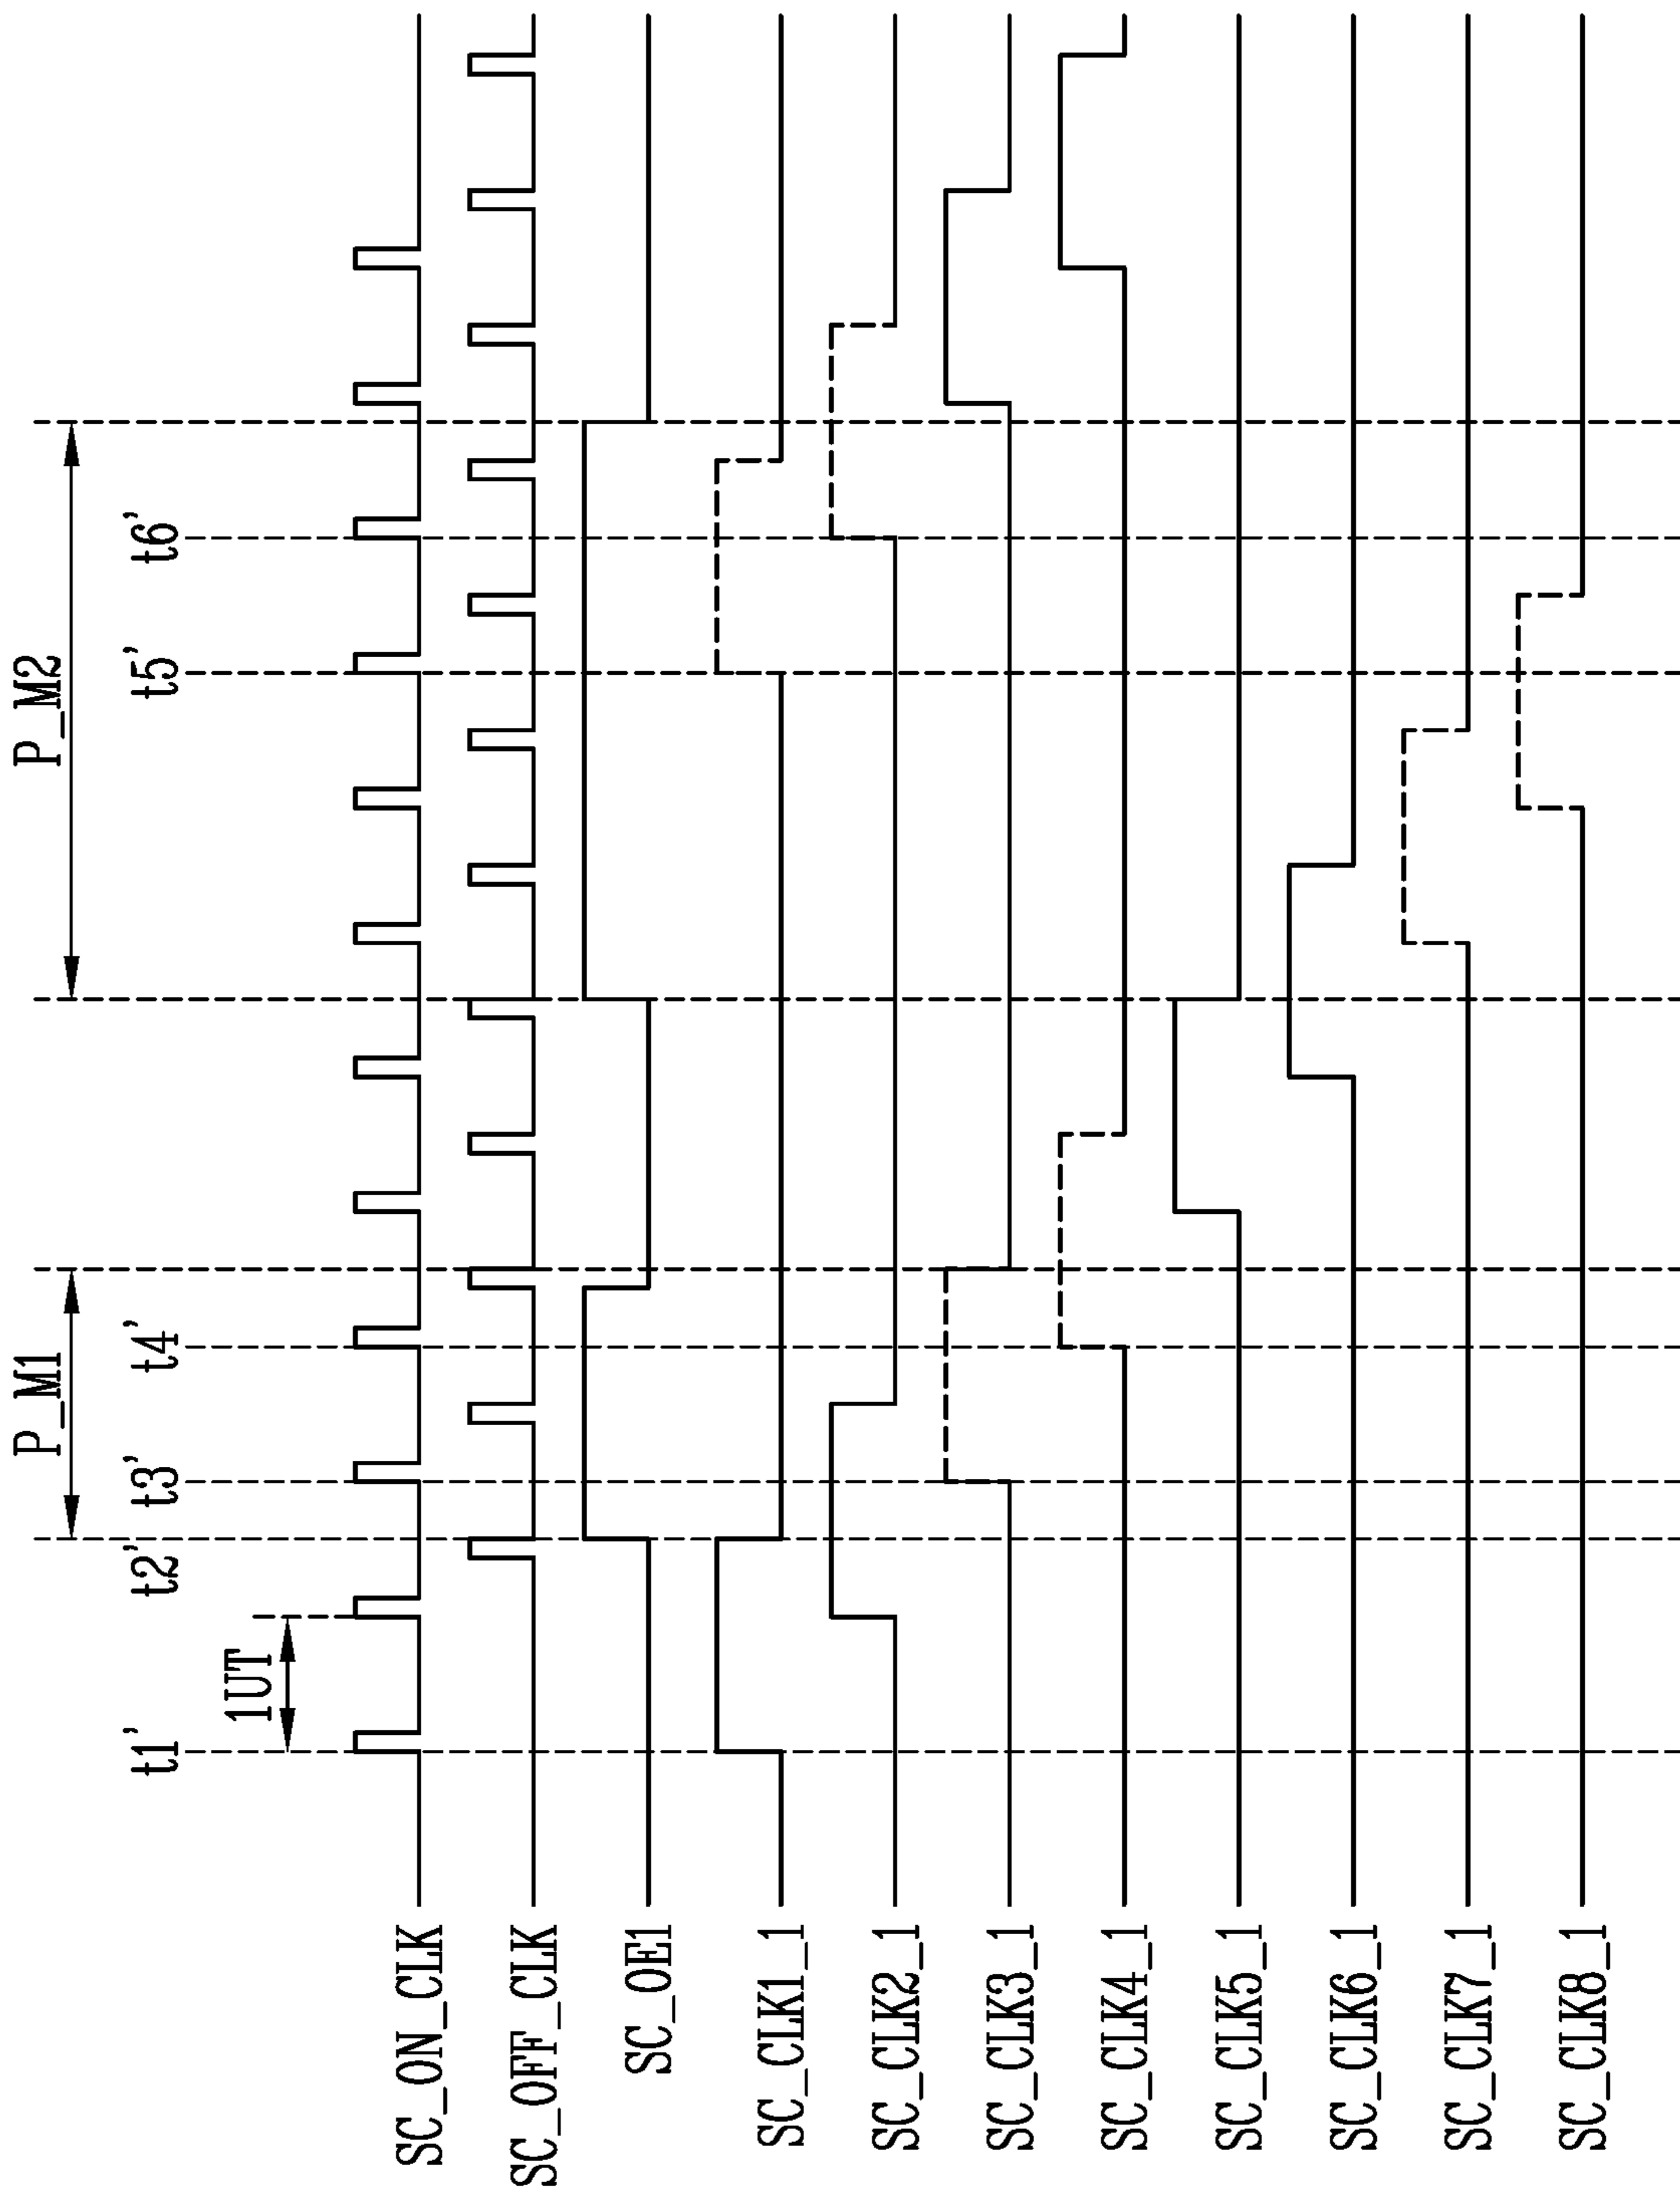 P_M1
P_M2
t1'
t2'
t3'
t4'
t5'
t6'
1UT
SC_ON_CLK
SC_OFF_CLK
SC_OE1
SC_CLK1_1
SC_CLK2_1
SC_CLK3_1
SC_CLK4_1
SC_CLK5_1
SC_CLK6_1
SC_CLK7_1
SC_CLK8_1